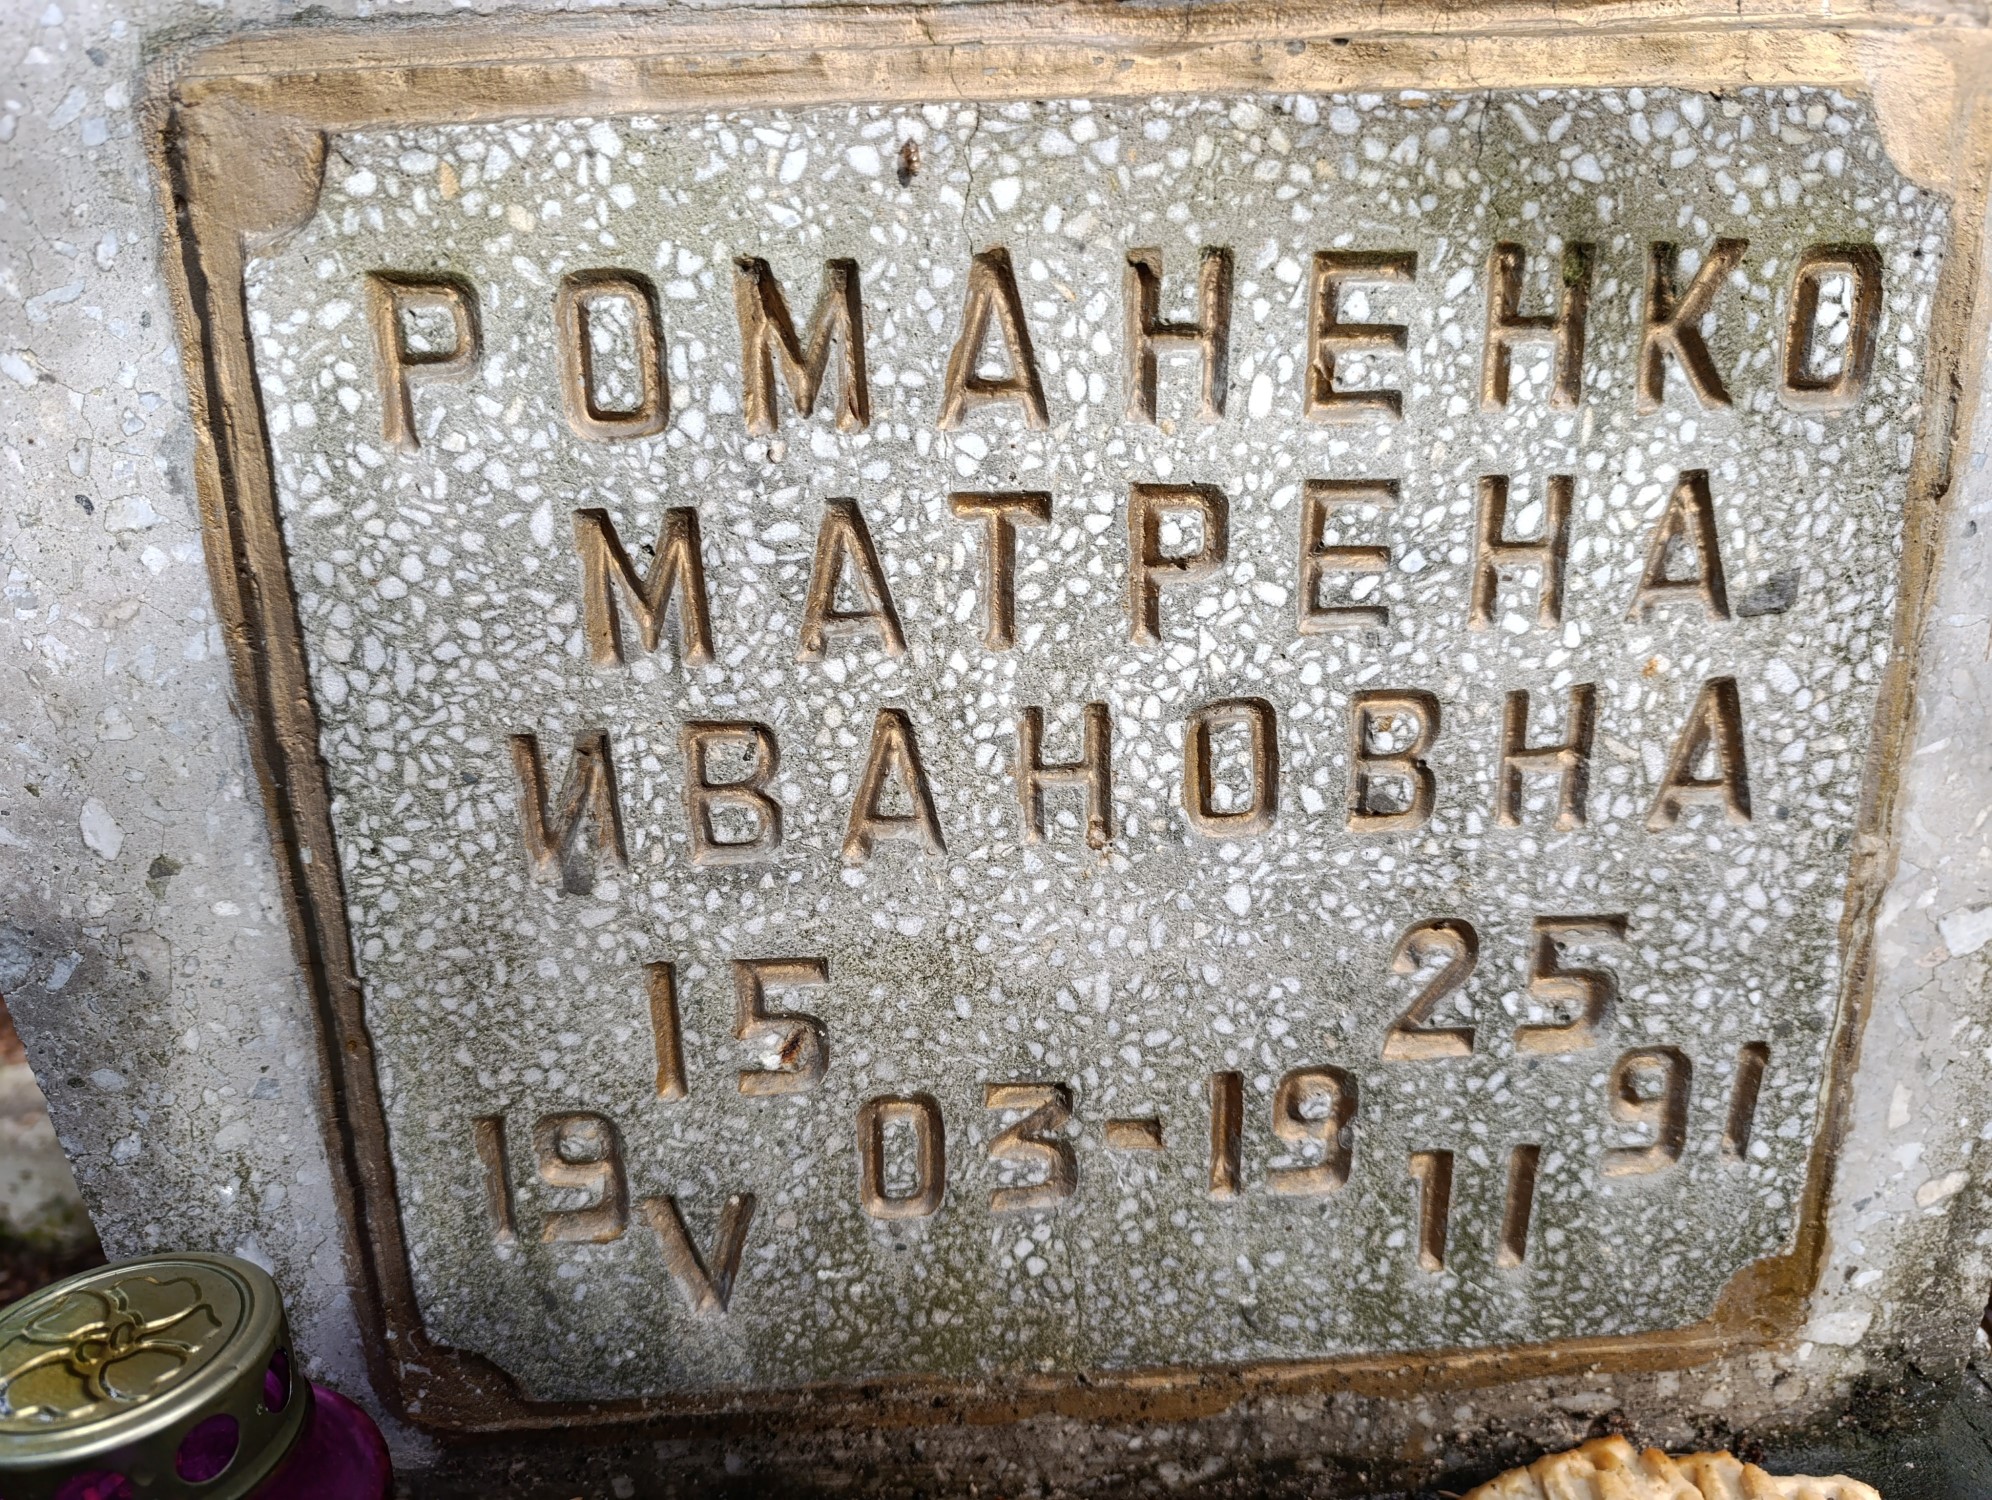 РОМАНЕНКО
МАТРЕНА
ИВАНОВНА
15 25
19 03-19 91
V 11